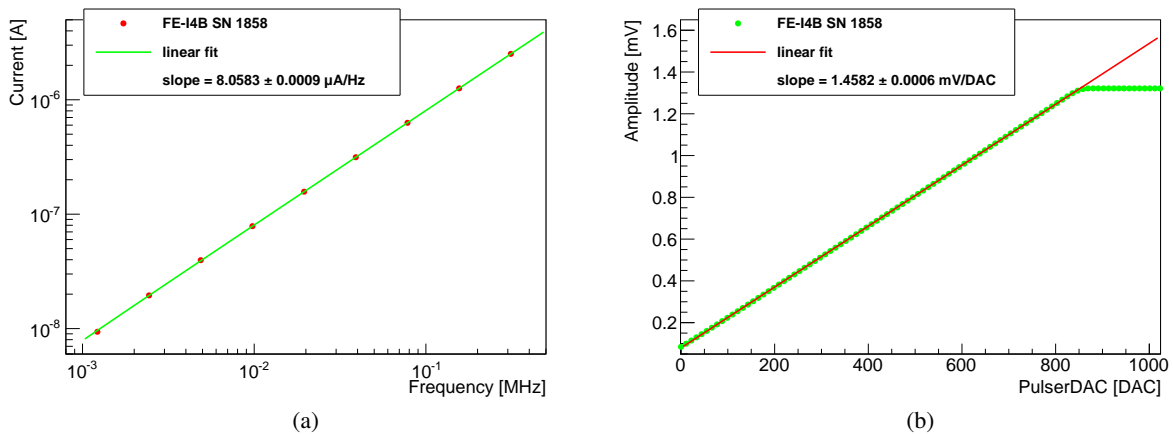 Current [A]
FE-I4B SN 1858
linear fit
slope = 8.0583 ± 0.0009 µA/Hz
10⁻⁶
10⁻⁷
10⁻⁸
10⁻³ 10⁻² 10⁻¹
Frequency [MHz]
(a)
Amplitude [mV]
FE-I4B SN 1858
linear fit
slope = 1.4582 ± 0.0006 mV/DAC
1.6
1.4
1.2
1
0.8
0.6
0.4
0.2
0 200 400 600 800 1000
PulserDAC [DAC]
(b)